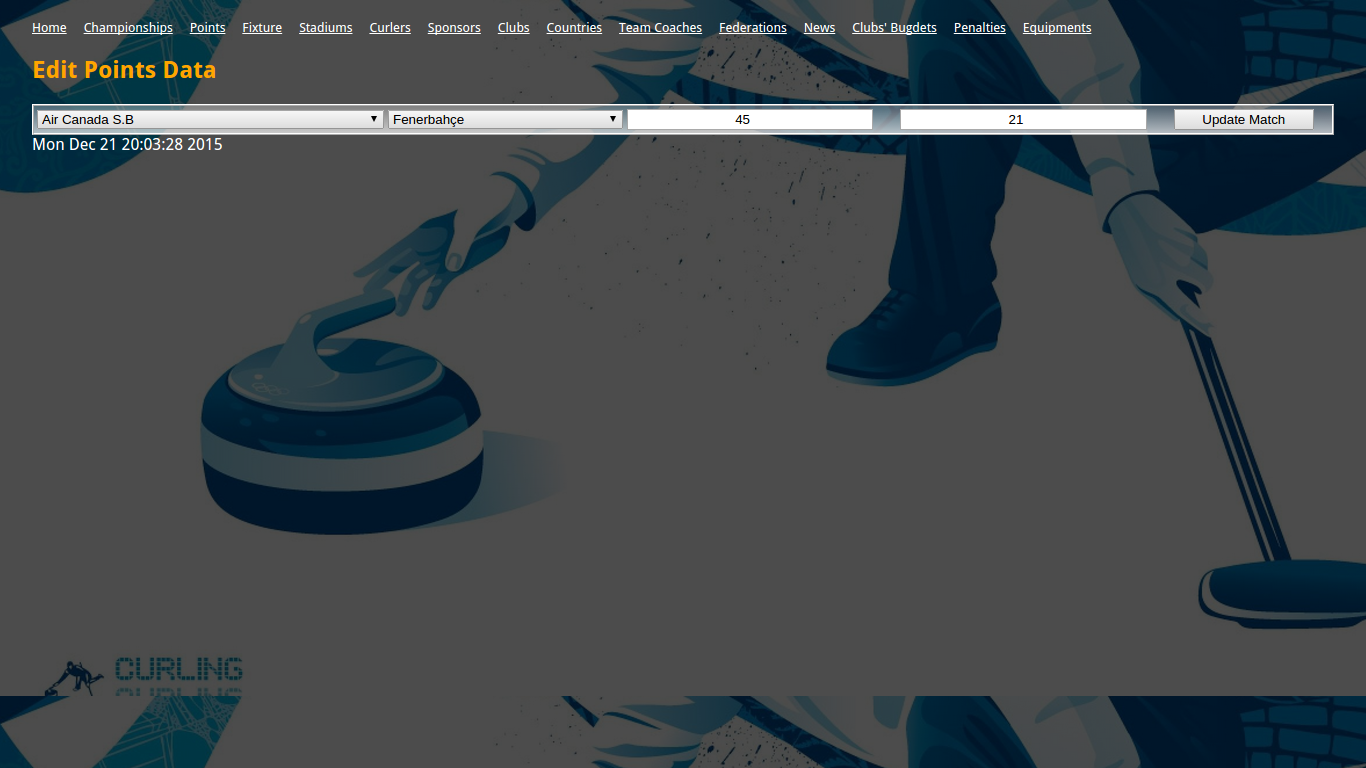 Home Championships Points Fixture Stadiums Curlers Sponsors Clubs Countries Team Coaches Federations News Clubs' Bugdets Penalties Equipments
Edit Points Data
Air Canada S.B Fenerbahçe 45 21 Update Match
Mon Dec 21 20:03:28 2015
CURLING